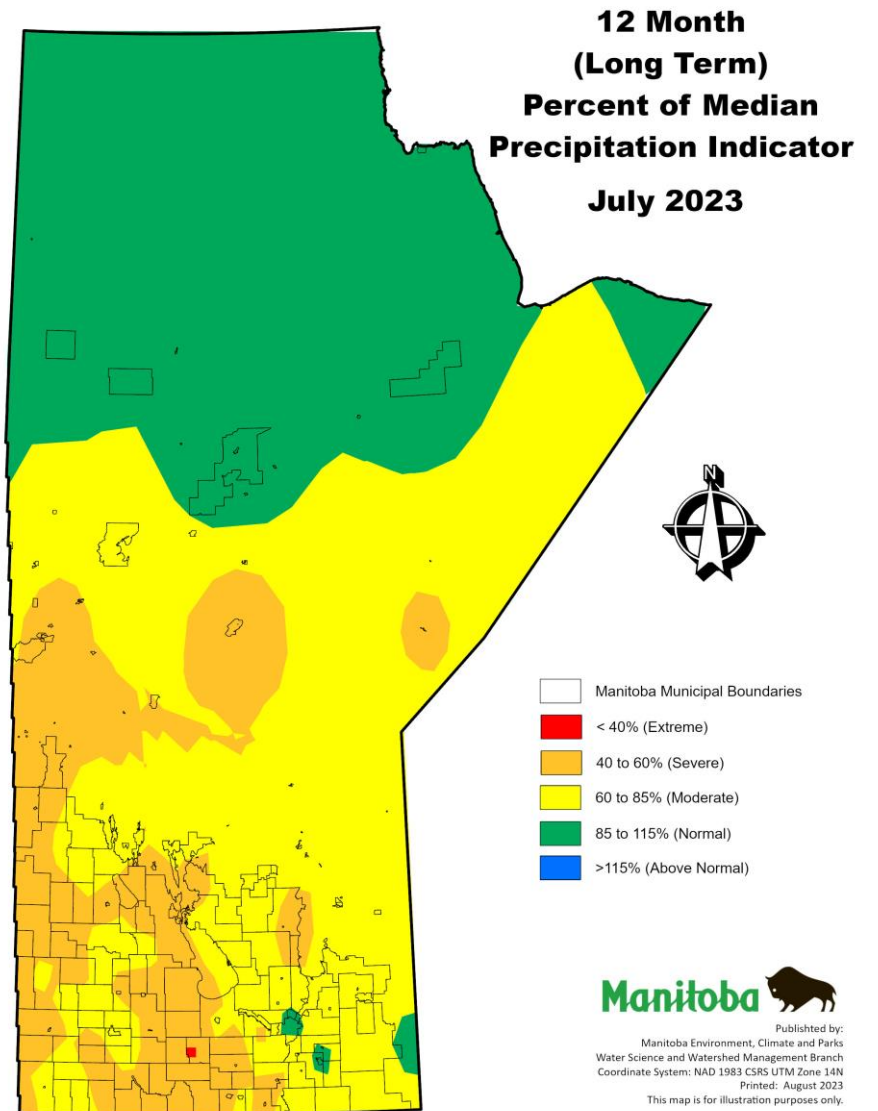 12 Month
(Long Term)
Percent of Median
Precipitation Indicator
July 2023
N
Manitoba Municipal Boundaries
< 40% (Extreme)
40 to 60% (Severe)
60 to 85% (Moderate)
85 to 115% (Normal)
>115% (Above Normal)
Manitoba
Published by:
Manitoba Environment, Climate and Parks
Water Science and Watershed Management Branch
Coordinate System: NAD 1983 CSRS UTM Zone 14N
Printed: August 2023
This map is for illustration purposes only.